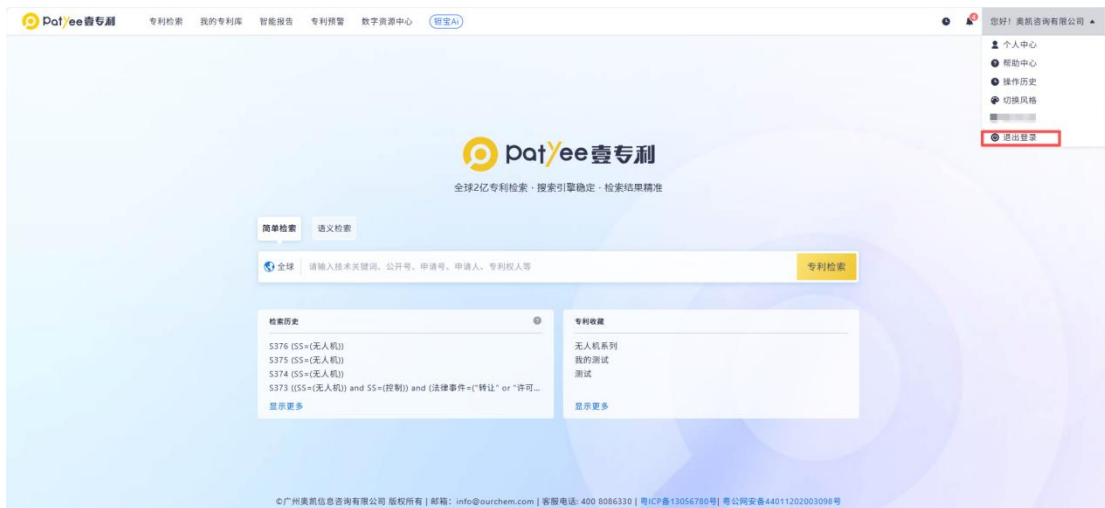 Patyee壹专利 专利检索 我的专利库 智能报告 专利预警 数字资源中心 钽宝Ai 4 您好！奥凯咨询有限公司
个人中心
帮助中心
操作历史
切换风格
退出登录
Patyee壹专利
全球2亿专利检索 · 搜索引擎稳定 · 检索结果精准
简单检索 语义检索
全球 请输入技术关键词、公开号、申请号、申请人、专利权人等 专利检索
检索历史
S376 (SS=(无人机))
S375 (SS=(无人机))
S374 (SS=(无人机))
S373 ((SS=(无人机)) and SS=(控制)) and (法律事件=("转让" or "许可...
显示更多
专利收藏
无人机系列
我的测试
测试
显示更多
©广州奥凯信息咨询有限公司 版权所有 | 邮箱：info@ourchem.com | 客服电话: 400 8086330 | 粤ICP备13056780号| 粤公网安备44011202003098号